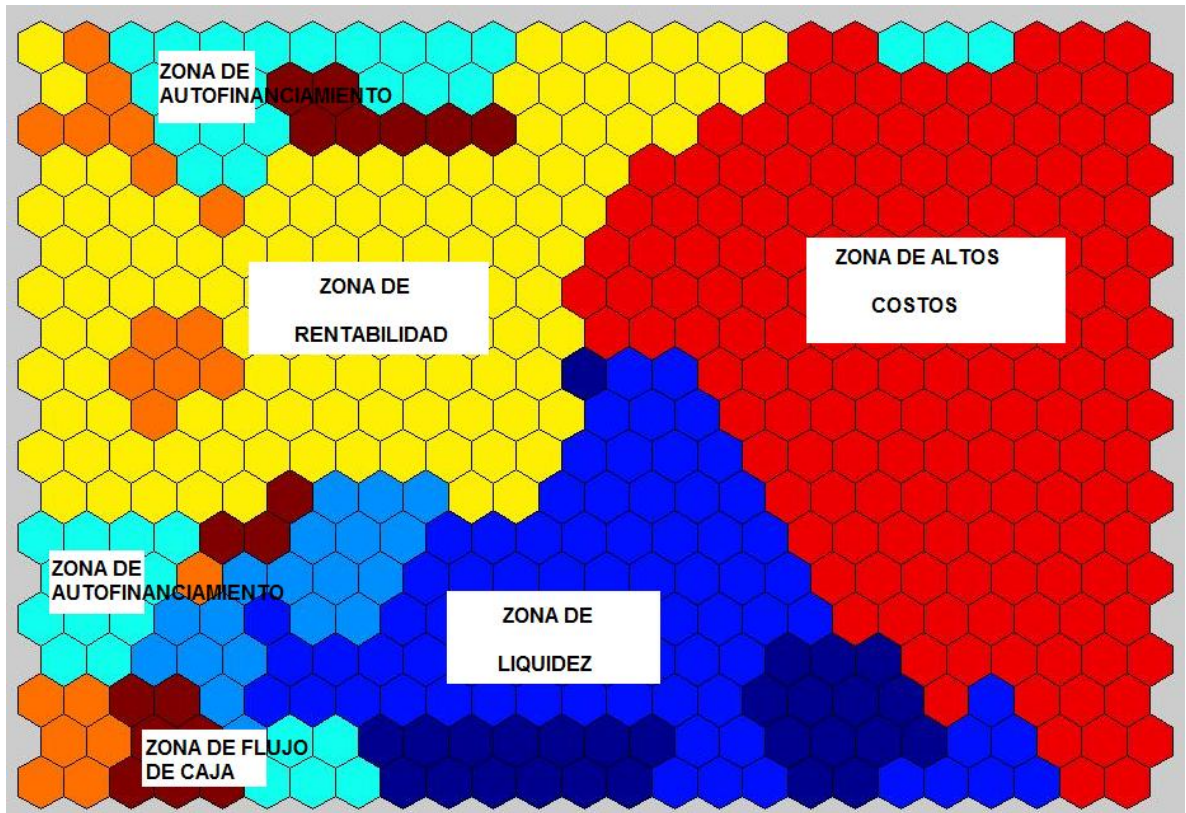 ZONA DE
AUTOFINANCIAMIENTO
ZONA DE ALTOS
COSTOS
ZONA DE
RENTABILIDAD
ZONA DE
AUTOFINANCIAMIENTO
ZONA DE
LIQUIDEZ
ZONA DE FLUJO
DE CAJA